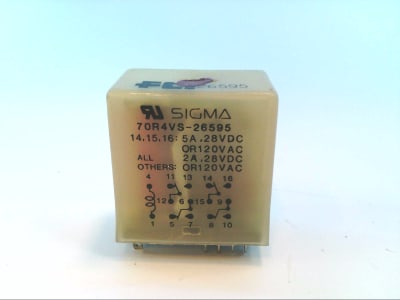 26595
SIGMA
70R4VS-26595
14,15,16: 5A.28VDC
OR120VAC
ALL 2A.28VDC
OTHERS: OR120VAC
4 11 13 14 16
12 6 15 9
1 5 7 8 10